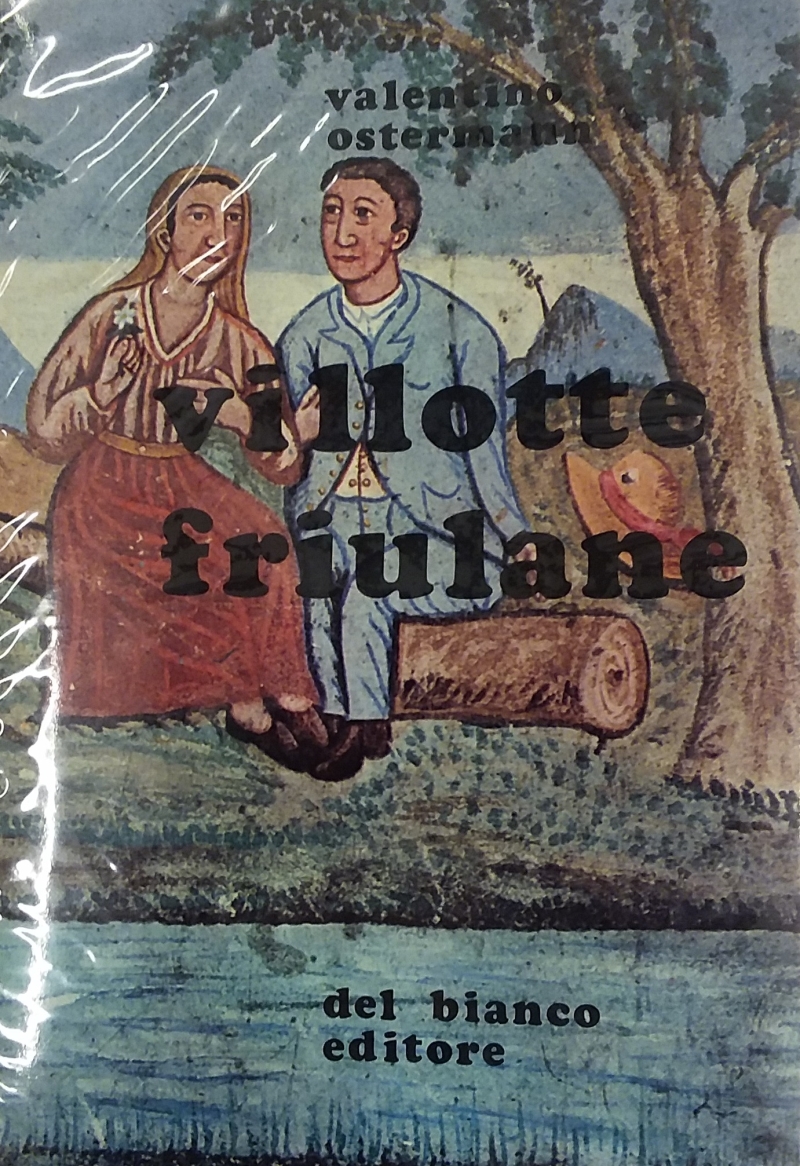 valentino
ostermann
villotte
friulane
del bianco
editore